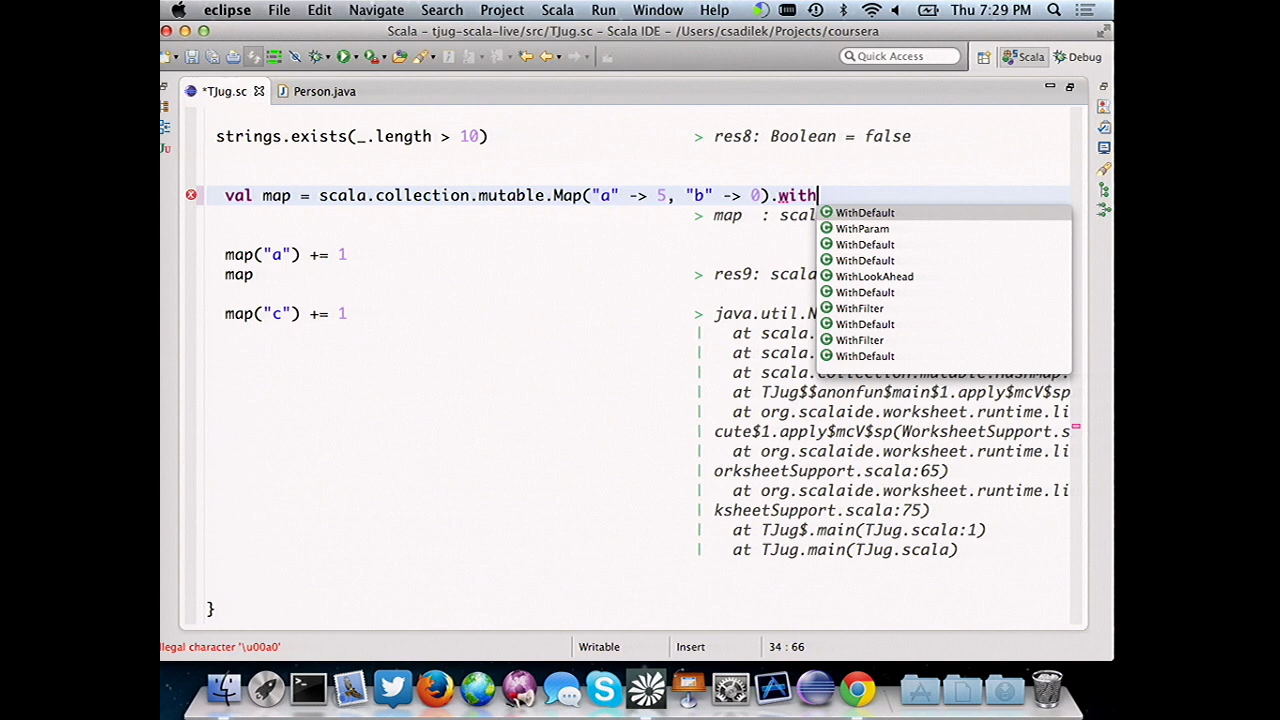 eclipse File Edit Navigate Search Project Scala Run Window Help Thu 7:29 PM
Scala - tjug-scala-live/src/TJug.sc - Scala IDE - /Users/csadilek/Projects/coursera
Quick Access Scala Debug
*TJug.sc Person.java
strings.exists(_.length > 10) > res8: Boolean = false
val map = scala.collection.mutable.Map("a" -> 5, "b" -> 0).with
WithDefault
> map : scal
WithParam
WithDefault
map("a") += 1
WithDefault
map > res9: scala
WithLookAhead
WithDefault
WithFilter
map("c") += 1 > java.util.N
WithDefault
| at scala.
WithFilter
| at scala.
WithDefault
| at scala.collection.mutable.HashMap.
| at TJug$$anonfun$main$1.apply$mcV$sp
| at org.scalaide.worksheet.runtime.li
| cute$1.apply$mcV$sp(WorksheetSupport.s
| at org.scalaide.worksheet.runtime.li
| orksheetSupport.scala:65)
| at org.scalaide.worksheet.runtime.li
| ksheetSupport.scala:75)
| at TJug$.main(TJug.scala:1)
| at TJug.main(TJug.scala)
}
llegal character '\u00a0' Writable Insert 34 : 66